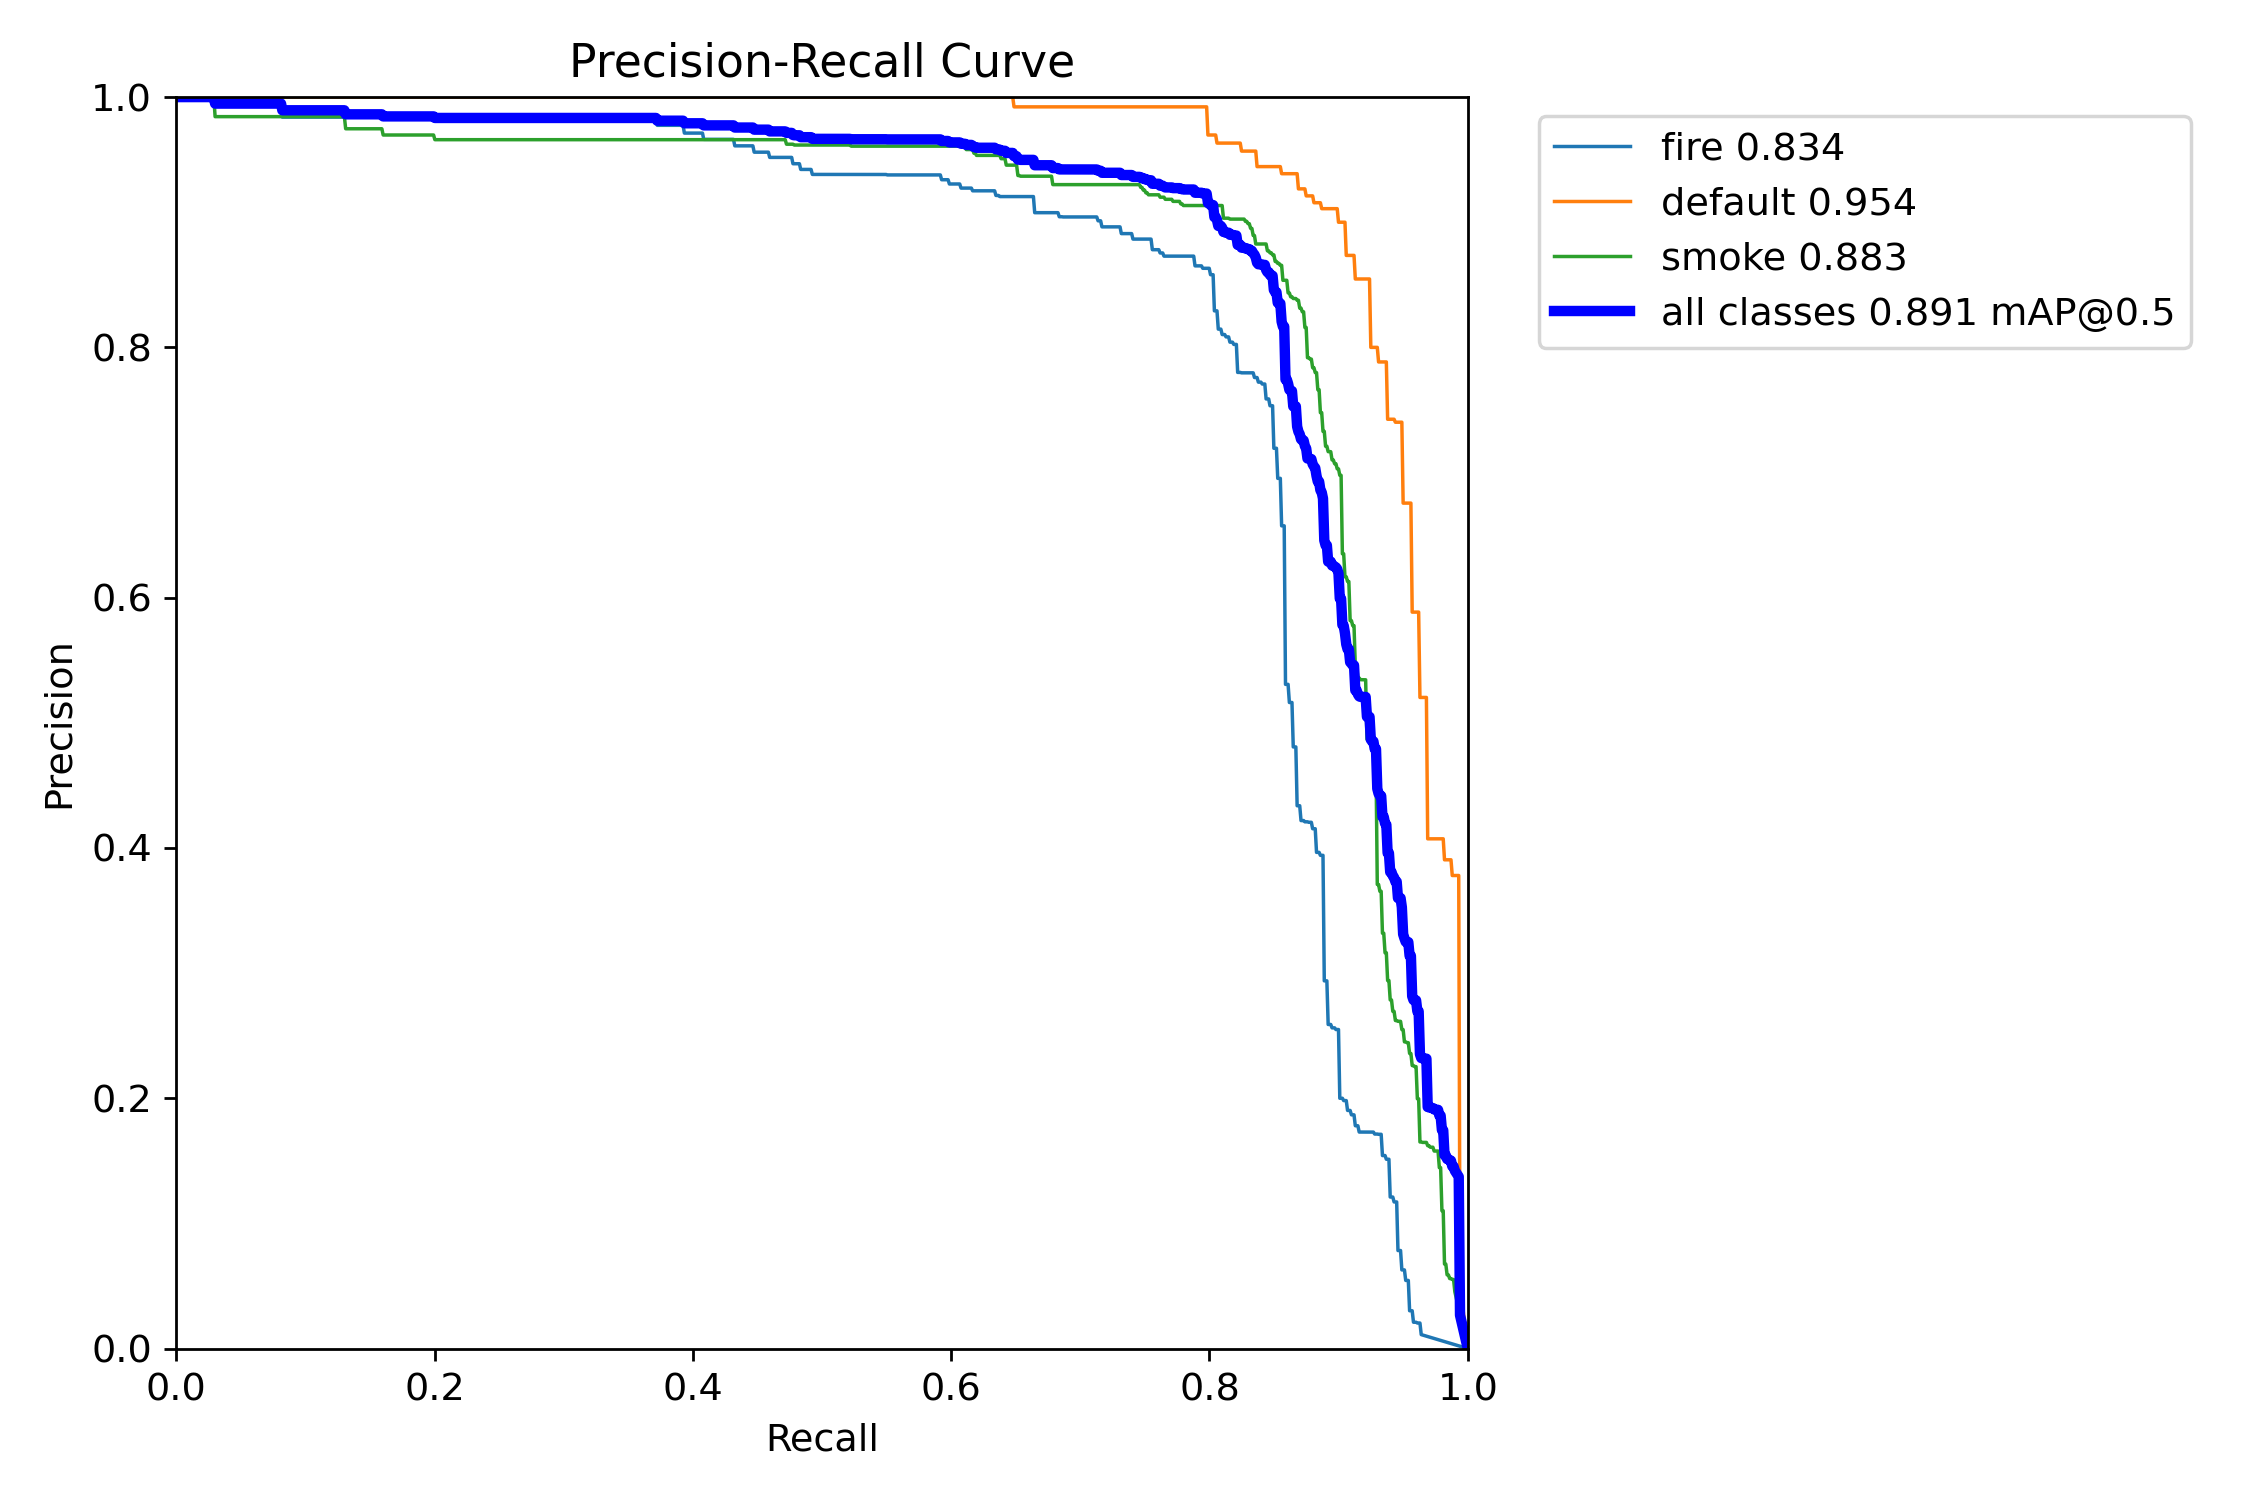 Precision-Recall Curve
1.0
0.8
0.6
0.4
0.2
0.0
Precision
0.0 0.2 0.4 0.6 0.8 1.0
Recall
fire 0.834
default 0.954
smoke 0.883
all classes 0.891 mAP@0.5